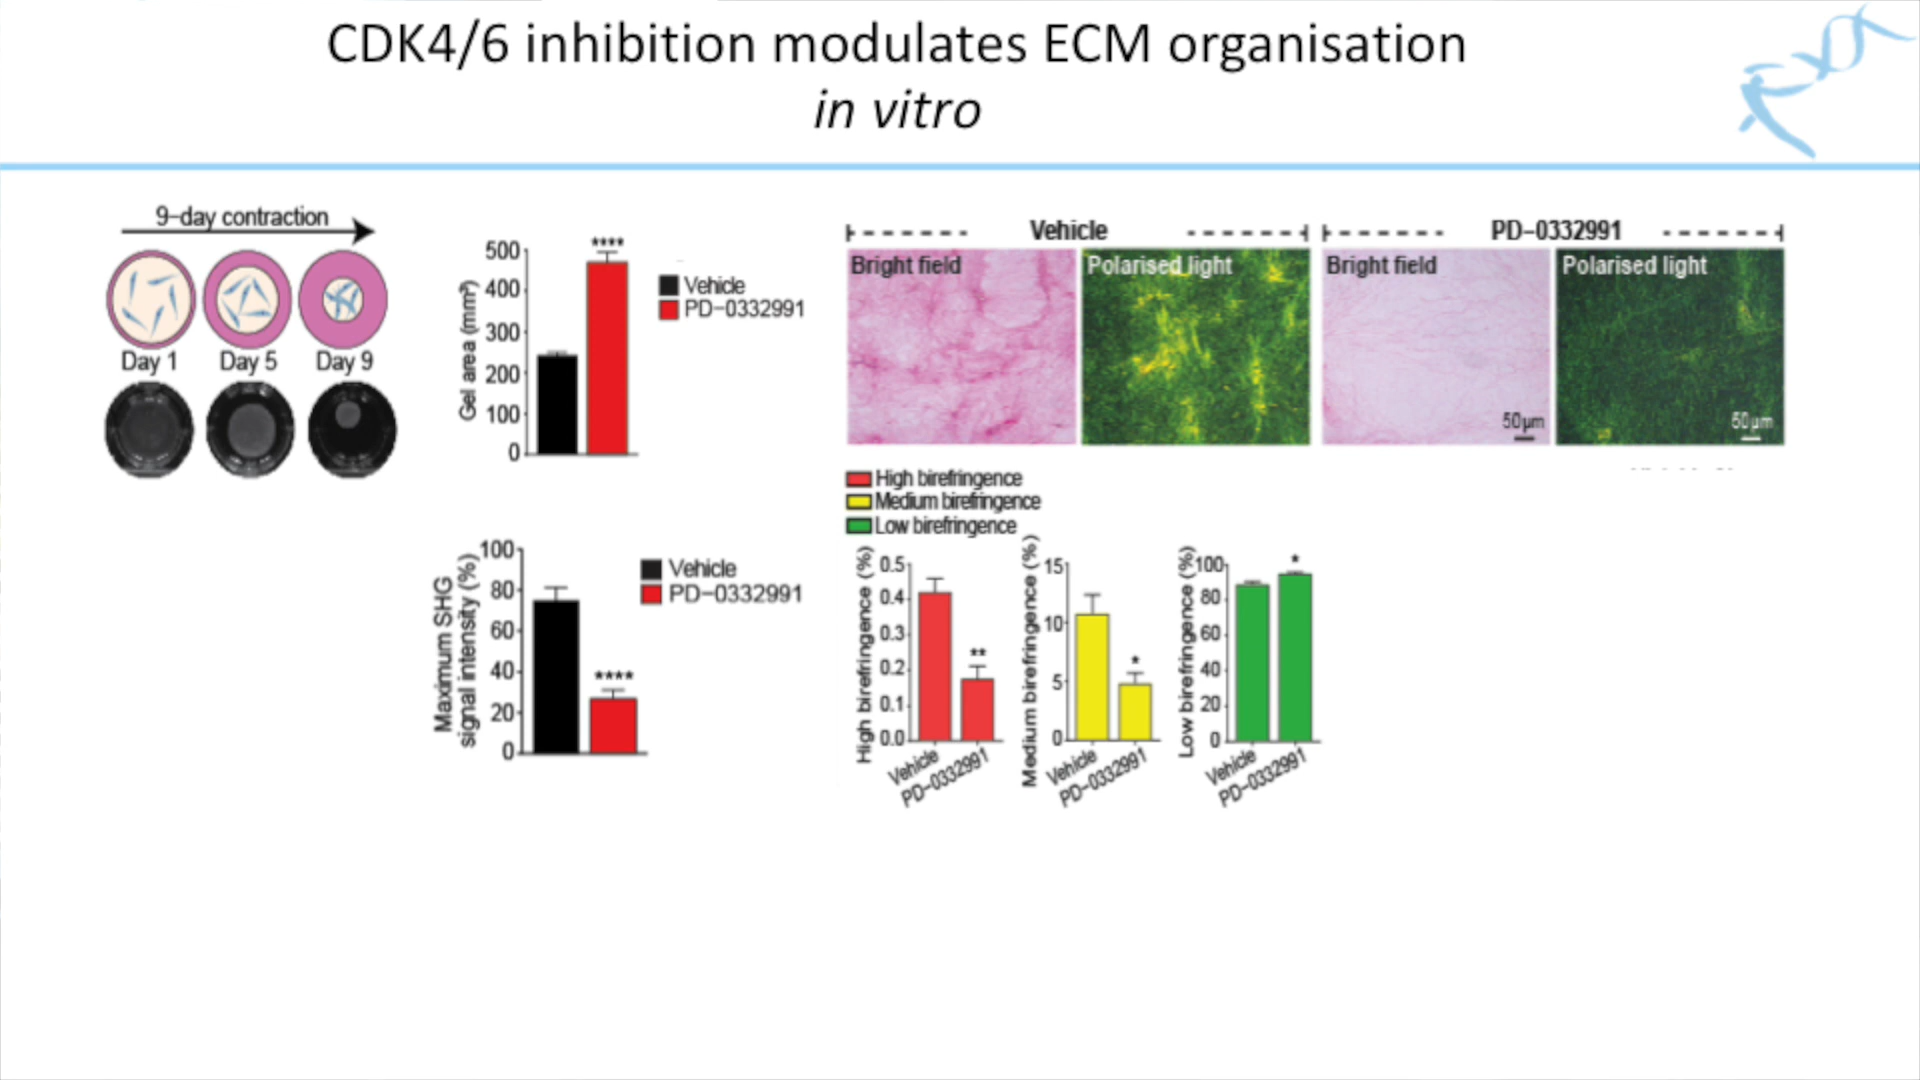 CDK4/6 inhibition modulates ECM organisation
in vitro
9-day contraction
Day 1
Day 5
Day 9
Gel area (mm²)
500
400
300
200
100
0
****
Vehicle
PD-0332991
Maximum SHG
signal intensity (%)
100
80
60
40
20
0
****
Vehicle
PD-0332991
Vehicle
PD-0332991
Bright field
Polarised light
Bright field
50µm
Polarised light
50µm
High birefringence
Medium birefringence
Low birefringence
High birefringence (%)
0.5
0.4
0.3
0.2
0.1
0.0
**
Vehicle
PD-0332991
Medium birefringence (%)
15
10
5
0
*
Vehicle
PD-0332991
Low birefringence (%)
100
80
60
40
20
0
*
Vehicle
PD-0332991